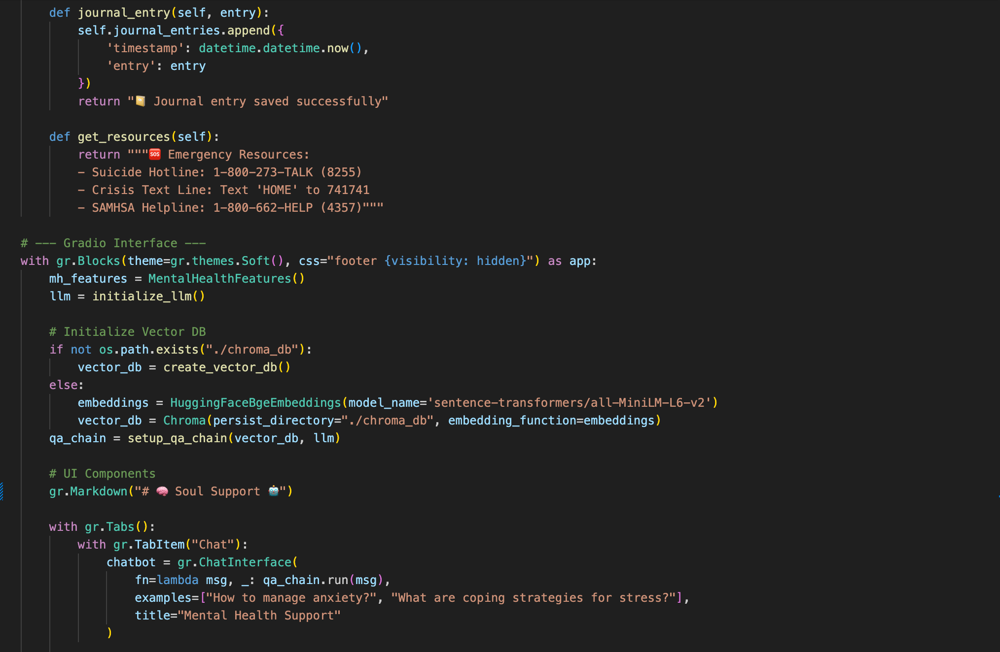 def journal_entry(self, entry):
self.journal_entries.append({
'timestamp': datetime.datetime.now(),
'entry': entry
})
return "📔 Journal entry saved successfully"
def get_resources(self):
return """🆘 Emergency Resources:
- Suicide Hotline: 1-800-273-TALK (8255)
- Crisis Text Line: Text 'HOME' to 741741
- SAMHSA Helpline: 1-800-662-HELP (4357)"""
# --- Gradio Interface ---
with gr.Blocks(theme=gr.themes.Soft(), css="footer {visibility: hidden}") as app:
mh_features = MentalHealthFeatures()
llm = initialize_llm()
# Initialize Vector DB
if not os.path.exists("./chroma_db"):
vector_db = create_vector_db()
else:
embeddings = HuggingFaceBgeEmbeddings(model_name='sentence-transformers/all-MiniLM-L6-v2')
vector_db = Chroma(persist_directory="./chroma_db", embedding_function=embeddings)
qa_chain = setup_qa_chain(vector_db, llm)
# UI Components
gr.Markdown("# 🧠 Soul Support 🤖")
with gr.Tabs():
with gr.TabItem("Chat"):
chatbot = gr.ChatInterface(
fn=lambda msg, _: qa_chain.run(msg),
examples=["How to manage anxiety?", "What are coping strategies for stress?"],
title="Mental Health Support"
)